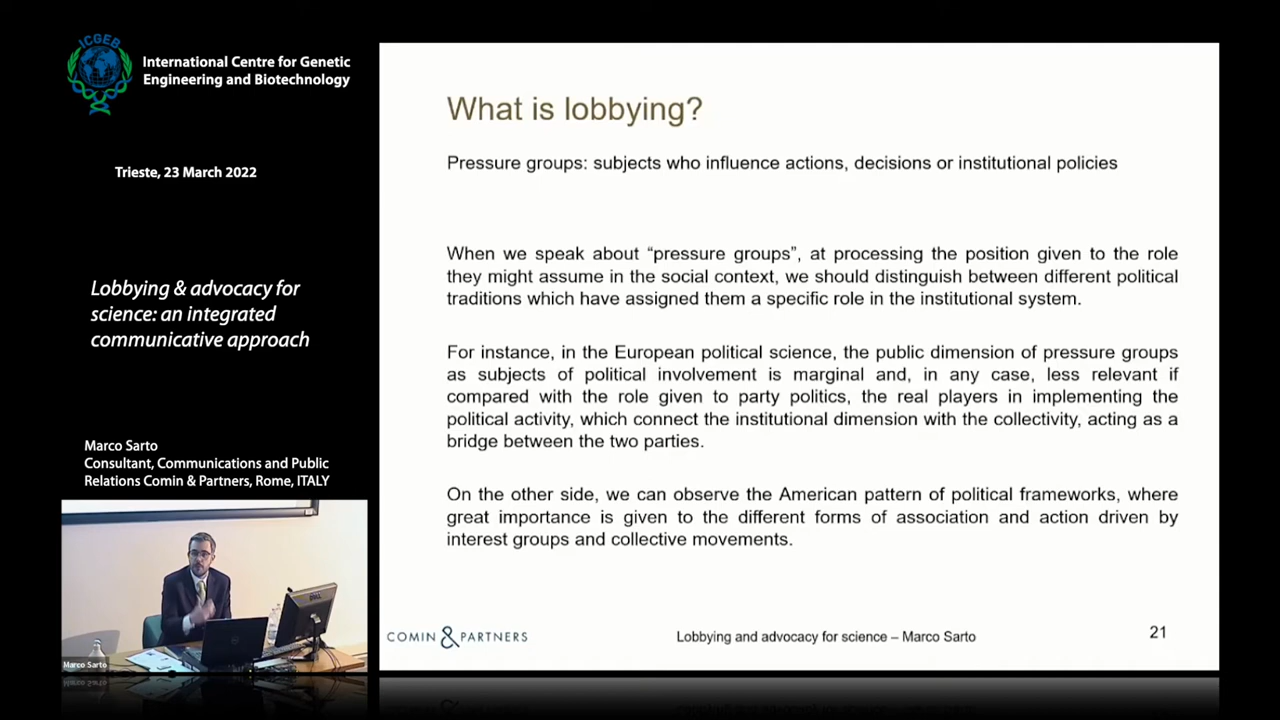 ICGEB
International Centre for Genetic
Engineering and Biotechnology
Trieste, 23 March 2022
Lobbying & advocacy for
science: an integrated
communicative approach
Marco Sarto
Consultant, Communications and Public
Relations Comin & Partners, Rome, ITALY
DELL
Marco Sarto
What is lobbying?
Pressure groups: subjects who influence actions, decisions or institutional policies
When we speak about “pressure groups”, at processing the position given to the role
they might assume in the social context, we should distinguish between different political
traditions which have assigned them a specific role in the institutional system.
For instance, in the European political science, the public dimension of pressure groups
as subjects of political involvement is marginal and, in any case, less relevant if
compared with the role given to party politics, the real players in implementing the
political activity, which connect the institutional dimension with the collectivity, acting as a
bridge between the two parties.
On the other side, we can observe the American pattern of political frameworks, where
great importance is given to the different forms of association and action driven by
interest groups and collective movements.
COMIN & PARTNERS
Lobbying and advocacy for science – Marco Sarto
21